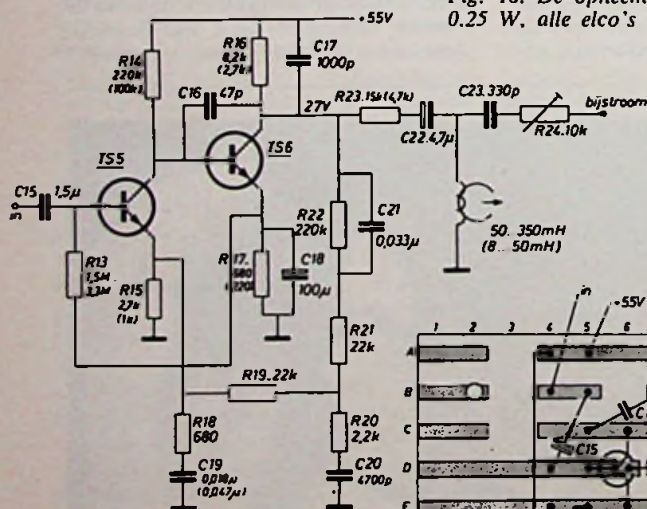 Fig. 10. De opneem
0.25 W, alle elco's
+55V
R14
220k
(100k)
R16
8,2k
(2,7k)
C17
1000p
C16
47p
27V
R23.15k(4,7k)
C22.4,7µ
C23.330p
R24.10k
bijstroom
TS5
TS6
C15
1,5µ
in
R13
1,5M
3,3M
R15
2,7k
(1k)
R17.
680
(220)
C18
100µ
R22
220k
C21
0,033µ
50..350mH
(8...50mH)
R21
22k
R19..22k
R18
680
C19
0,018µ
(0,047µ)
R20
2,2k
C20
4700p
in
+55V
1 2 3 4 5 6
A
B
C
C15
D
E